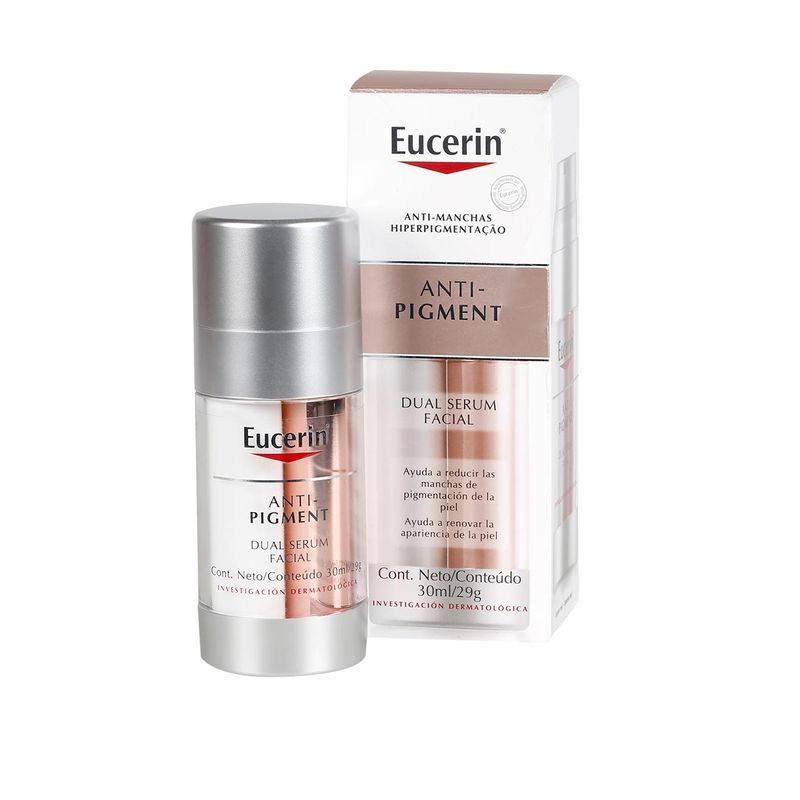 Eucerin®
ANTI-MANCHAS
HIPERPIGMENTAÇÃO
Eucerin
ANTI-
PIGMENT
DUAL SERUM
FACIAL
Ayuda a reducir las
manchas de
pigmentación de la
piel
Ayuda a renovar la
apariencia de la piel
Cont. Neto/Conteúdo
30ml/29g
INVESTIGACIÓN DERMATOLÓGICA
Eucerin
ANTI-
PIGMENT
DUAL SERUM
FACIAL
Cont. Neto/Conteúdo 30ml/29g
INVESTIGACIÓN DERMATOLÓGICA